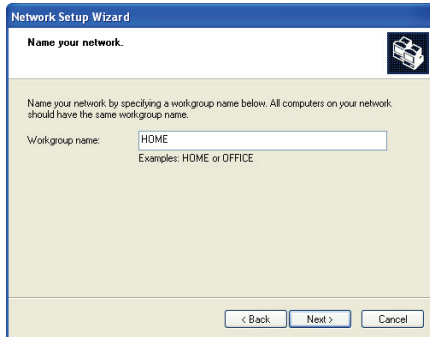 Network Setup Wizard
Name your network.
Name your network by specifying a workgroup name below. All computers on your network
should have the same workgroup name.
Workgroup name: HOME
Examples: HOME or OFFICE
< Back Next > Cancel